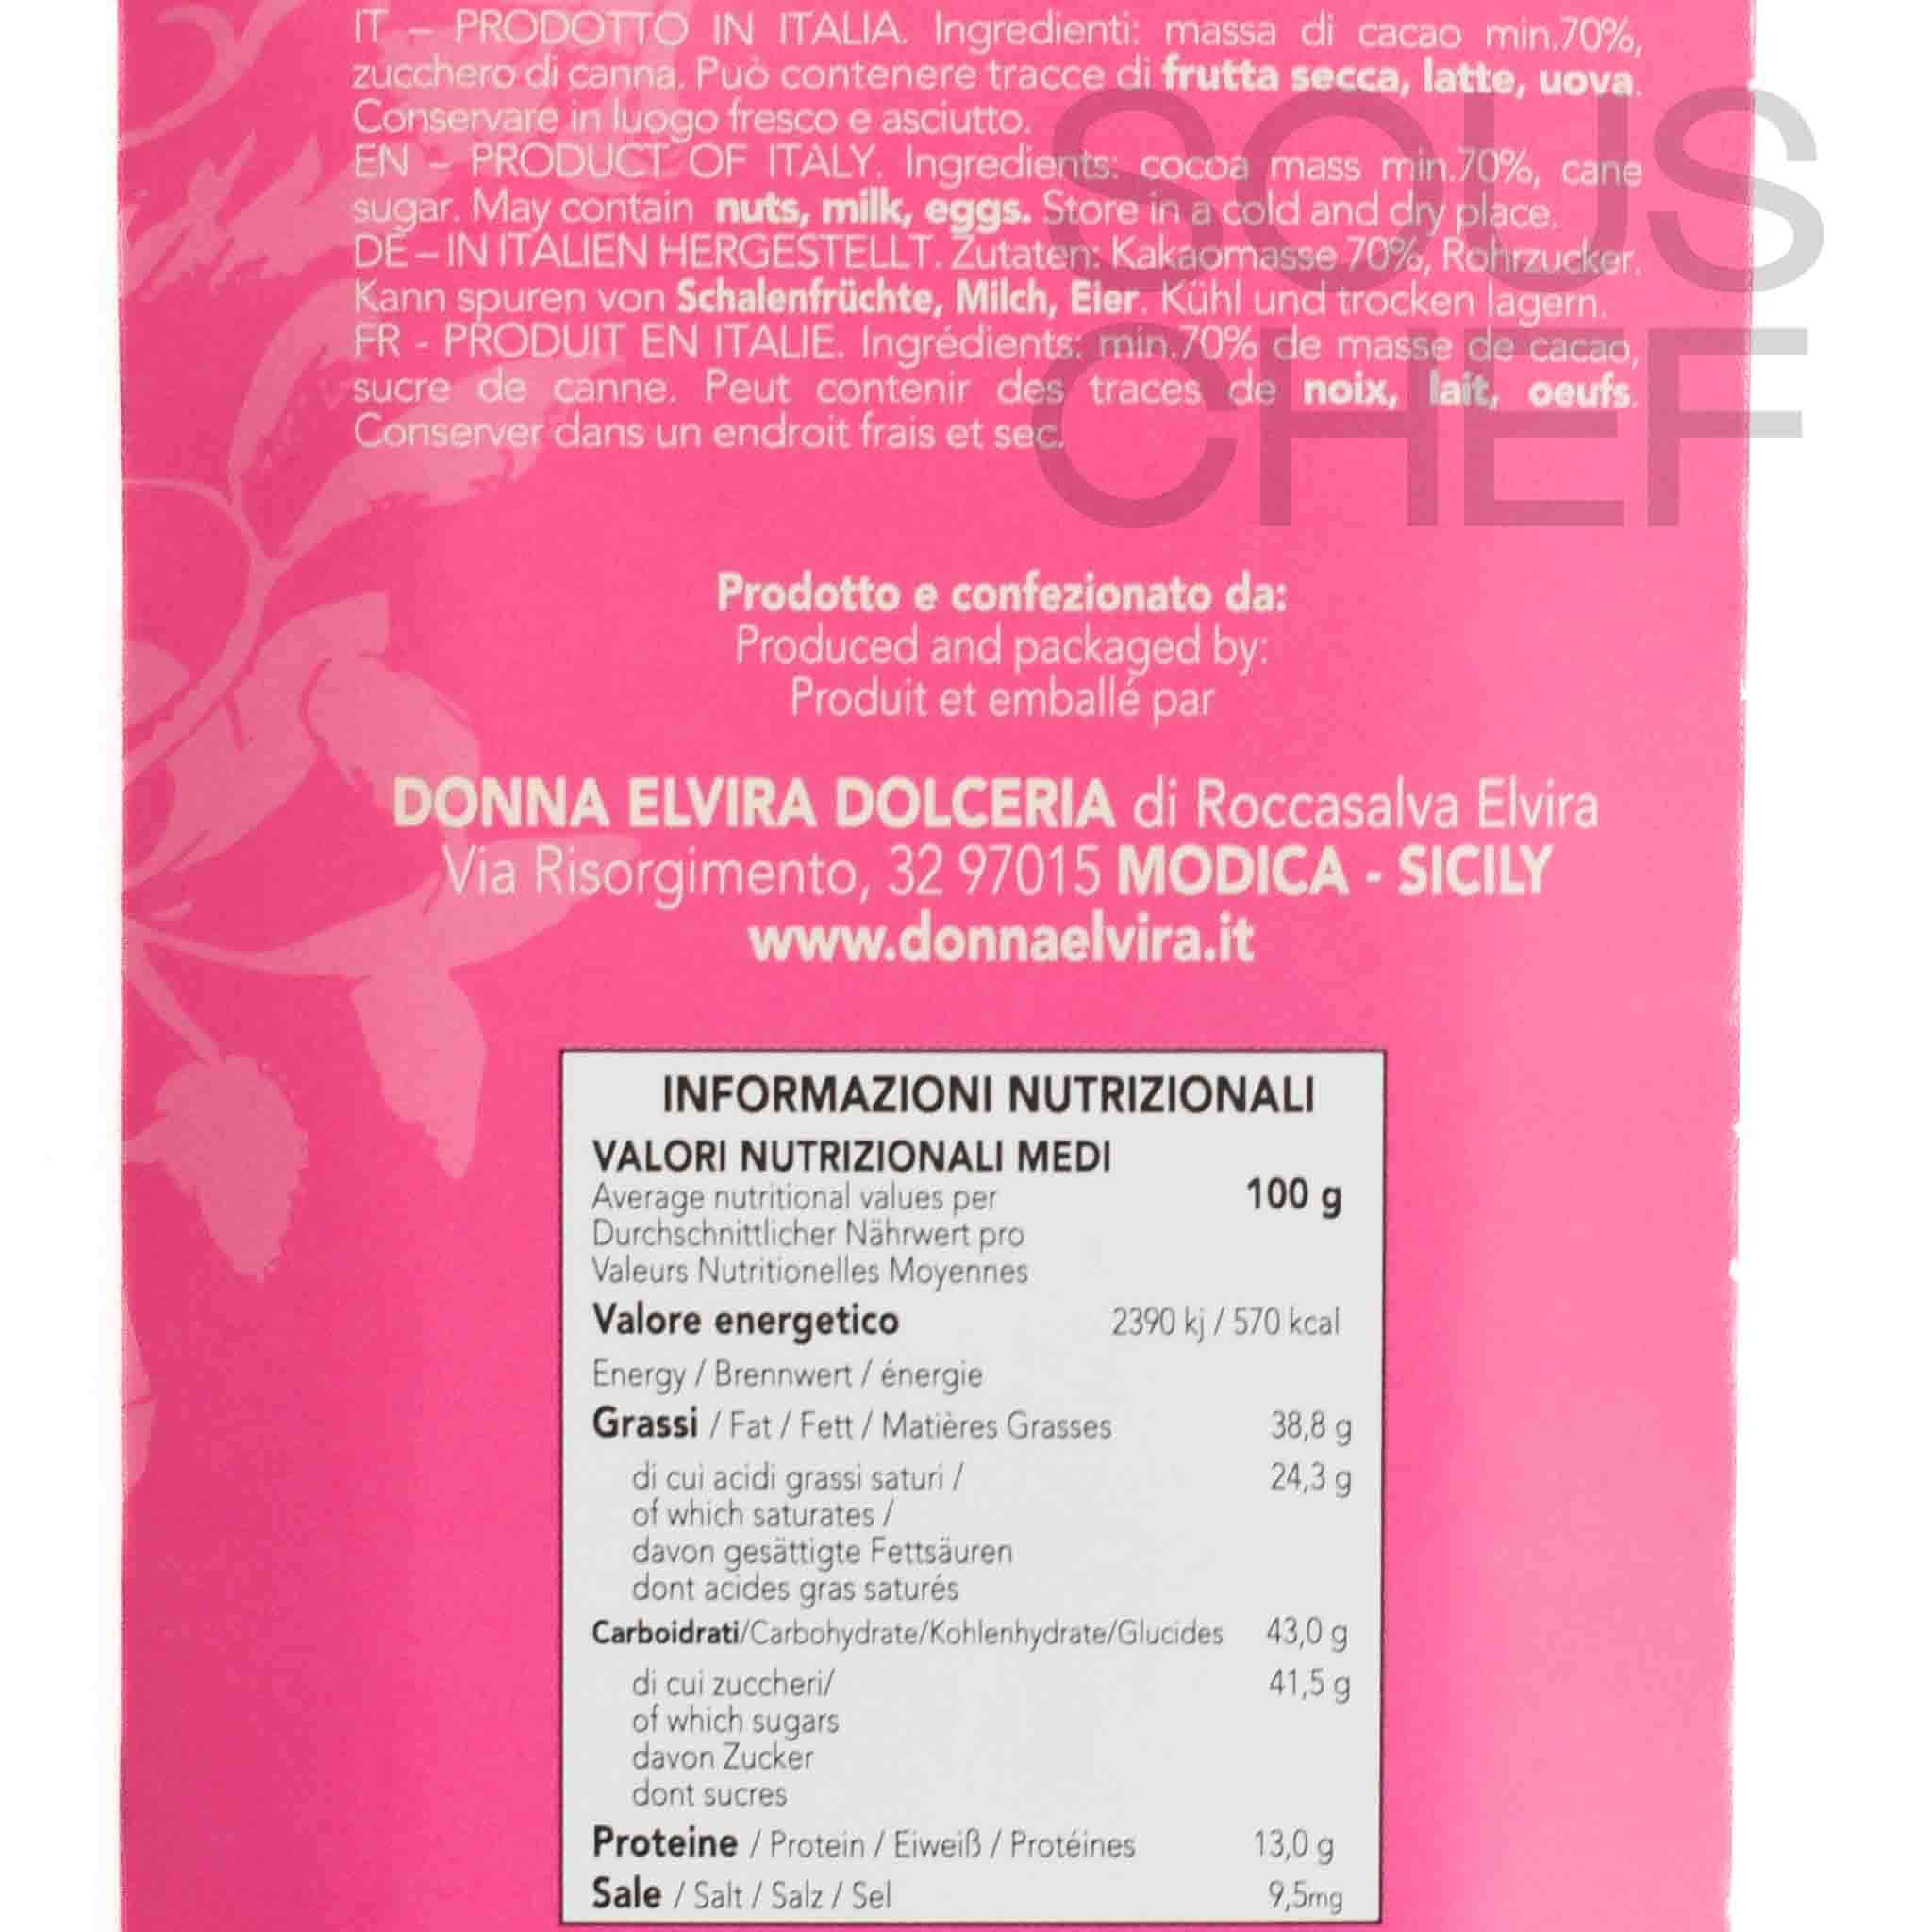 IT – PRODOTTO IN ITALIA. Ingredienti: massa di cacao min.70%,
zucchero di canna. Può contenere tracce di frutta secca, latte, uova.
Conservare in luogo fresco e asciutto.
EN – PRODUCT OF ITALY. Ingredients: cocoa mass min.70%, cane
sugar. May contain nuts, milk, eggs. Store in a cold and dry place.
DE – IN ITALIEN HERGESTELLT. Zutaten: Kakaomasse 70%, Rohrzucker.
Kann spuren von Schalenfrüchte, Milch, Eier. Kühl und trocken lagern.
FR - PRODUIT EN ITALIE. Ingrédients: min.70% de masse de cacao,
sucre de canne. Peut contenir des traces de noix, lait, oeufs.
Conserver dans un endroit frais et sec.
SOUS
CHEF
Prodotto e confezionato da:
Produced and packaged by:
Produit et emballé par
DONNA ELVIRA DOLCERIA di Roccasalva Elvira
Via Risorgimento, 32 97015 MODICA - SICILY
www.donnaelvira.it
INFORMAZIONI NUTRIZIONALI
VALORI NUTRIZIONALI MEDI
Average nutritional values per 100 g
Durchschnittlicher Nährwert pro
Valeurs Nutritionelles Moyennes
Valore energetico 2390 kj / 570 kcal
Energy / Brennwert / énergie
Grassi / Fat / Fett / Matières Grasses 38,8 g
di cui acidi grassi saturi / 24,3 g
of which saturates /
davon gesättigte Fettsäuren
dont acides gras saturés
Carboidrati/Carbohydrate/Kohlenhydrate/Glucides 43,0 g
di cui zuccheri/ 41,5 g
of which sugars
davon Zucker
dont sucres
Proteine / Protein / Eiweiß / Protéines 13,0 g
Sale / Salt / Salz / Sel 9,5mg